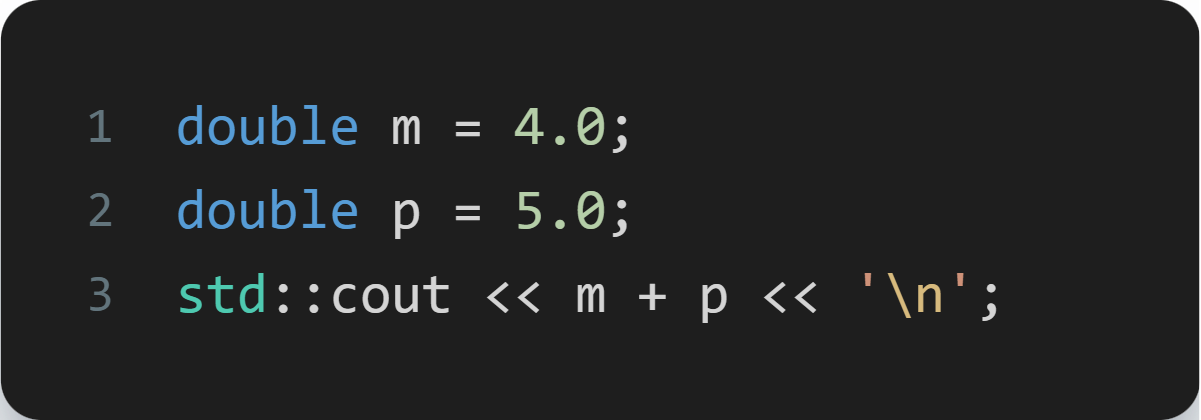 1 double m = 4.0;
2 double p = 5.0;
3 std::cout << m + p << '\n';